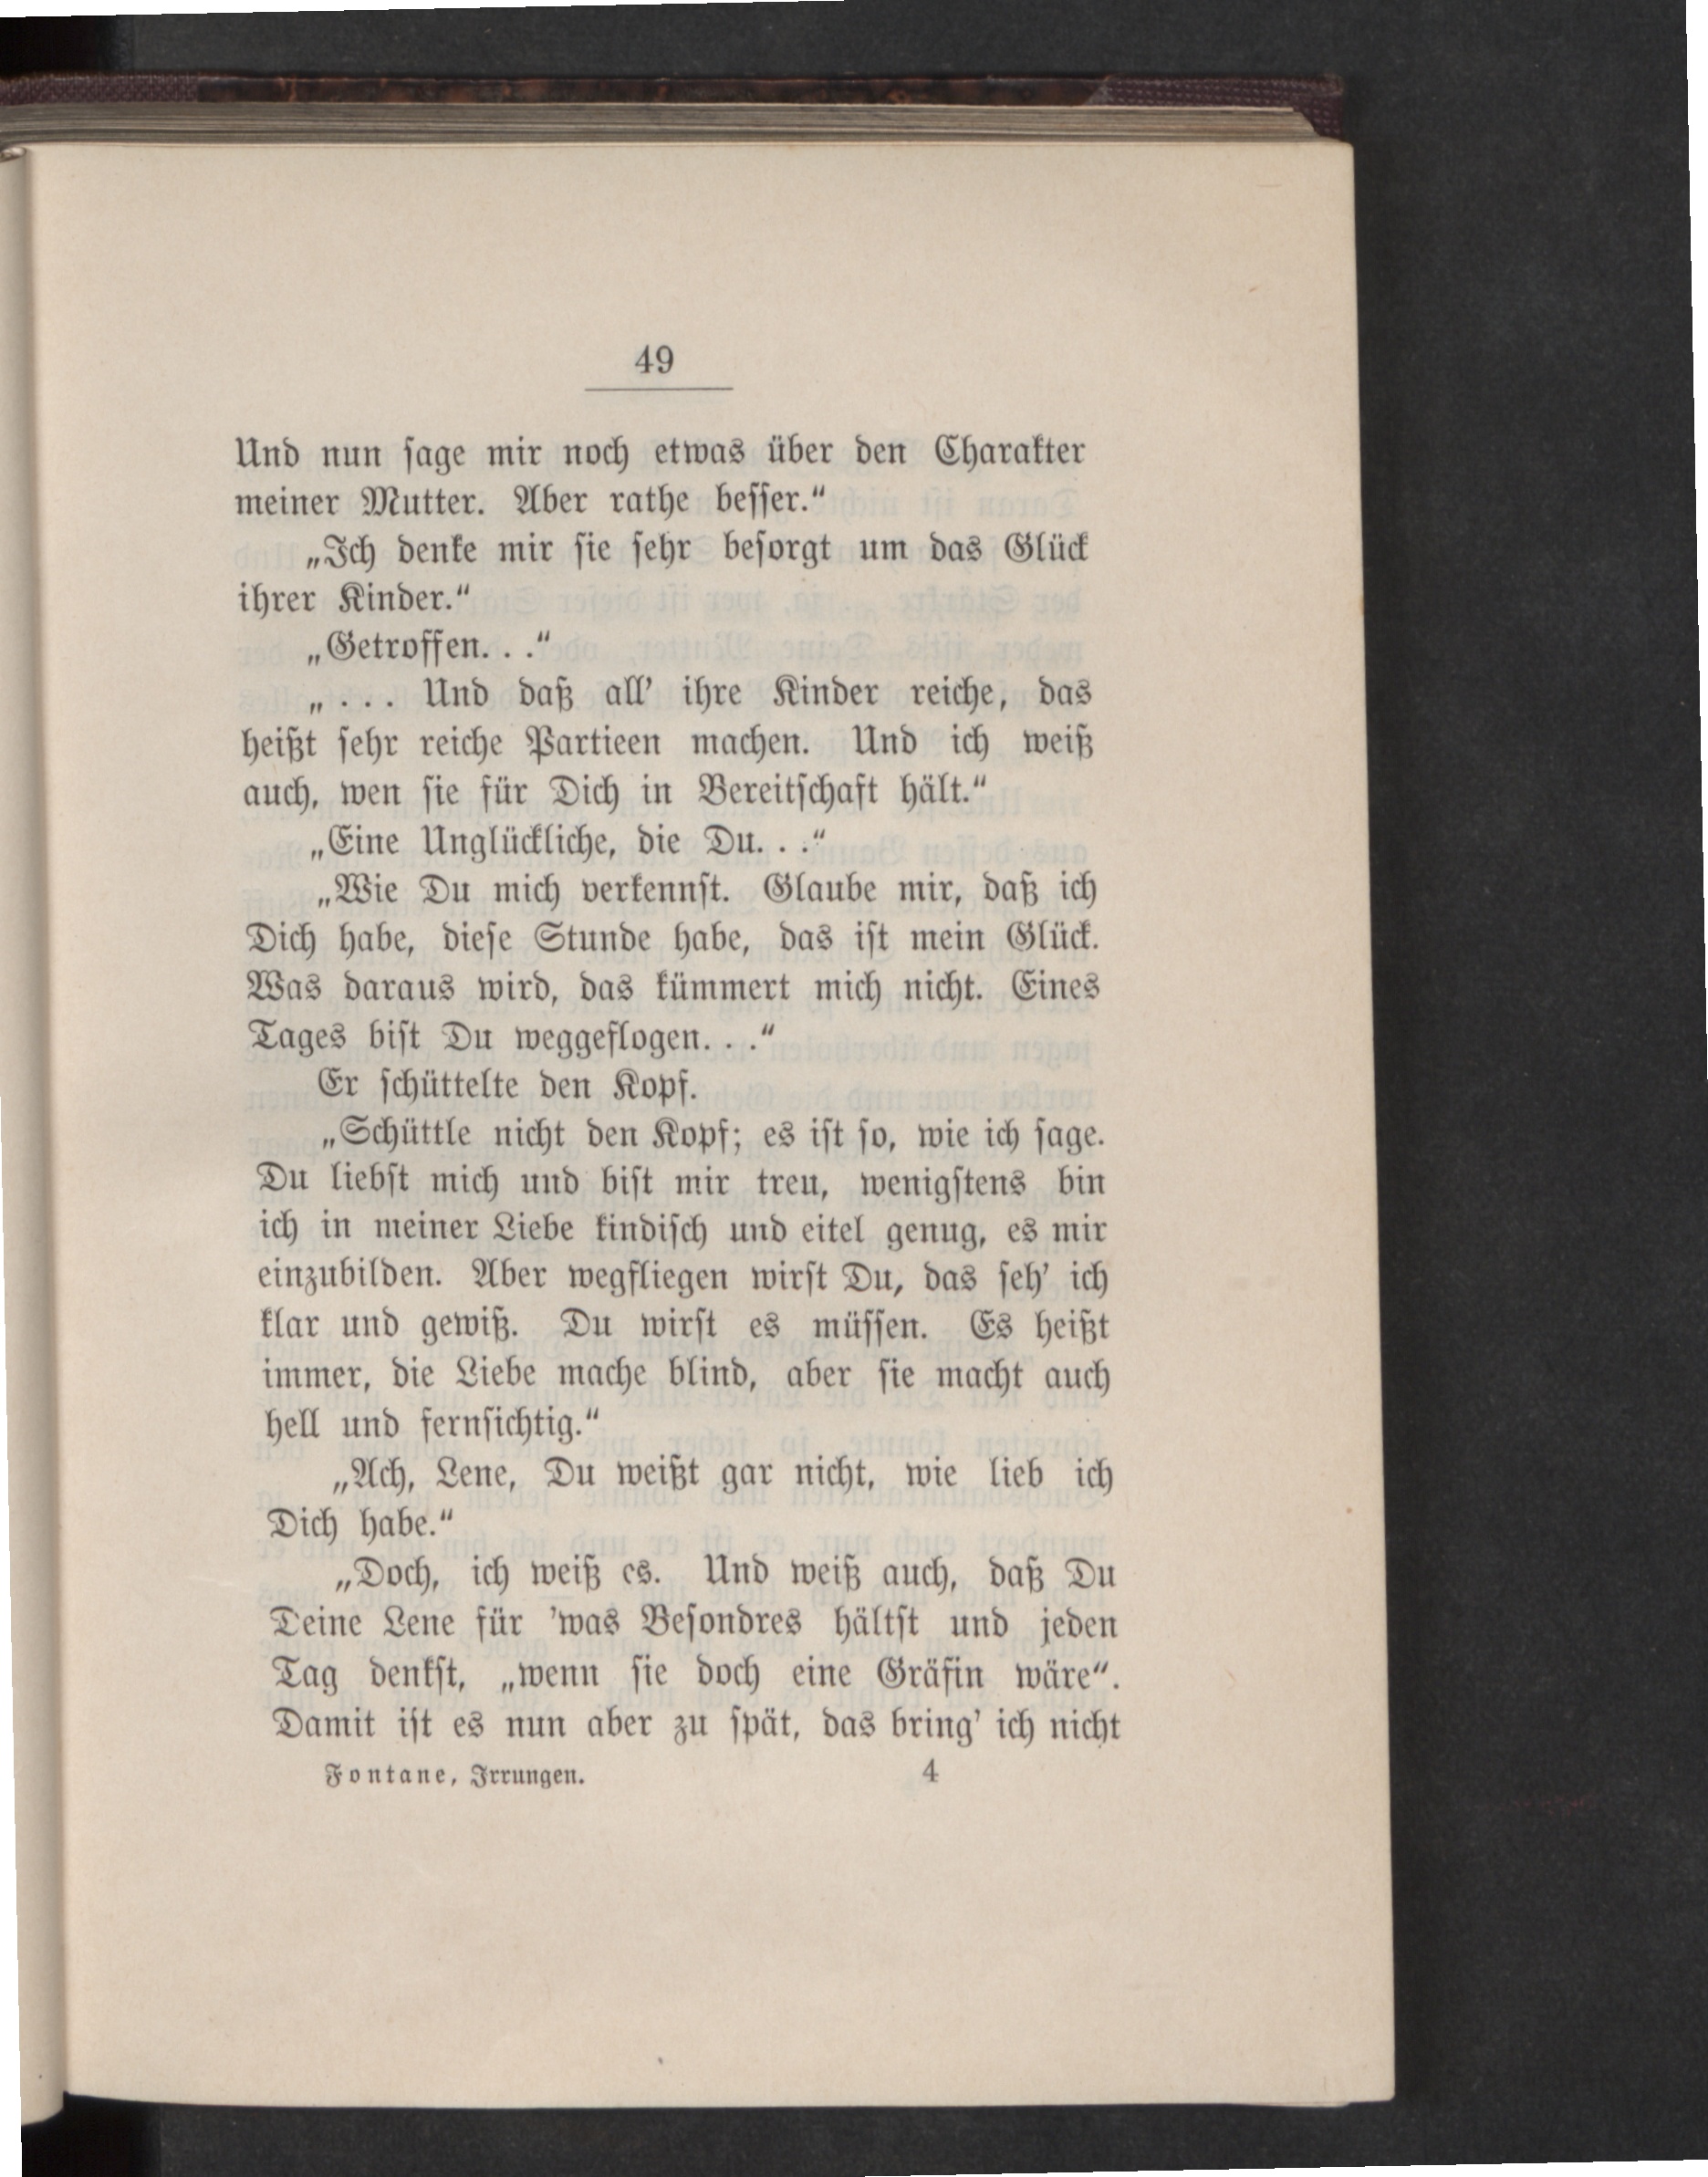 49
Und nun ſage mir noch etwas über den Charakter
meiner Mutter. Aber rathe beſſer.“
„Ich denke mir ſie ſehr beſorgt um das Glück
ihrer Kinder.“
„Getroffen. . .“
„ . . . Und daß all’ ihre Kinder reiche, das
heißt ſehr reiche Partieen machen. Und ich weiß
auch, wen ſie für Dich in Bereitſchaft hält.“
„Eine Unglückliche, die Du. . .“
„Wie Du mich verkennſt. Glaube mir, daß ich
Dich habe, dieſe Stunde habe, das iſt mein Glück.
Was daraus wird, das kümmert mich nicht. Eines
Tages biſt Du weggeflogen. . .“
Er ſchüttelte den Kopf.
„Schüttle nicht den Kopf; es iſt ſo, wie ich ſage.
Du liebſt mich und biſt mir treu, wenigſtens bin
ich in meiner Liebe kindiſch und eitel genug, es mir
einzubilden. Aber wegfliegen wirſt Du, das ſeh’ ich
klar und gewiß. Du wirſt es müſſen. Es heißt
immer, die Liebe mache blind, aber ſie macht auch
hell und fernſichtig.“
„Ach, Lene, Du weißt gar nicht, wie lieb ich
Dich habe.“
„Doch, ich weiß es. Und weiß auch, daß Du
Deine Lene für ’was Beſondres hältſt und jeden
Tag denkſt, „wenn ſie doch eine Gräfin wäre“.
Damit iſt es nun aber zu ſpät, das bring’ ich nicht
Fontane, Irrungen. 4